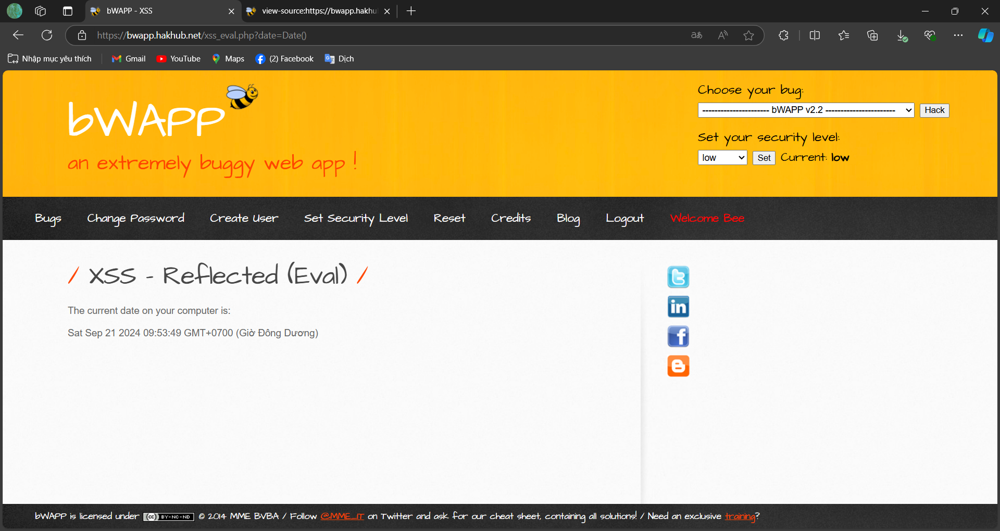 bWAPP - XSS
view-source:https://bwapp.hakhu
https://bwapp.hakhub.net/xss_eval.php?date=Date()
Nhập mục yêu thích
Gmail
YouTube
Maps
(2) Facebook
Dịch
bWAPP
an extremely buggy web app !
Choose your bug:
---------------------- bWAPP v2.2 -----------------------
Hack
Set your security level:
low
Set
Current: low
Bugs
Change Password
Create User
Set Security Level
Reset
Credits
Blog
Logout
Welcome Bee
/ XSS - Reflected (Eval) /
The current date on your computer is:
Sat Sep 21 2024 09:53:49 GMT+0700 (Giờ Đông Dương)
bWAPP is licensed under (cc) BY-NC-ND © 2014 MME BVBA / Follow @MME_IT on Twitter and ask for our cheat sheet, containing all solutions! / Need an exclusive training?